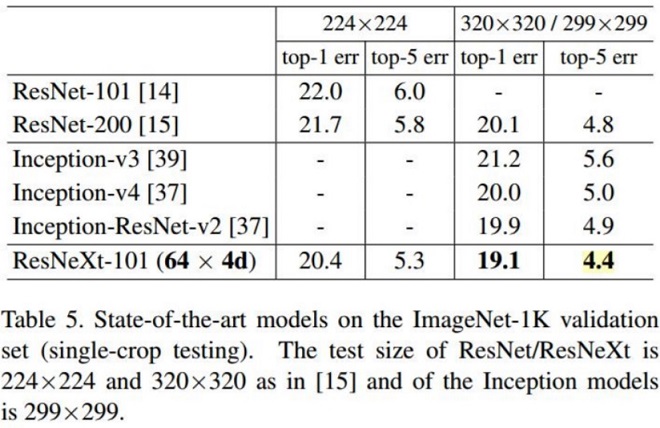 224×224 320×320 / 299×299
top-1 err top-5 err top-1 err top-5 err
ResNet-101 [14] 22.0 6.0 - -
ResNet-200 [15] 21.7 5.8 20.1 4.8
Inception-v3 [39] - - 21.2 5.6
Inception-v4 [37] - - 20.0 5.0
Inception-ResNet-v2 [37] - - 19.9 4.9
ResNeXt-101 (64 × 4d) 20.4 5.3 19.1 4.4
Table 5. State-of-the-art models on the ImageNet-1K validation
set (single-crop testing). The test size of ResNet/ResNeXt is
224×224 and 320×320 as in [15] and of the Inception models
is 299×299.